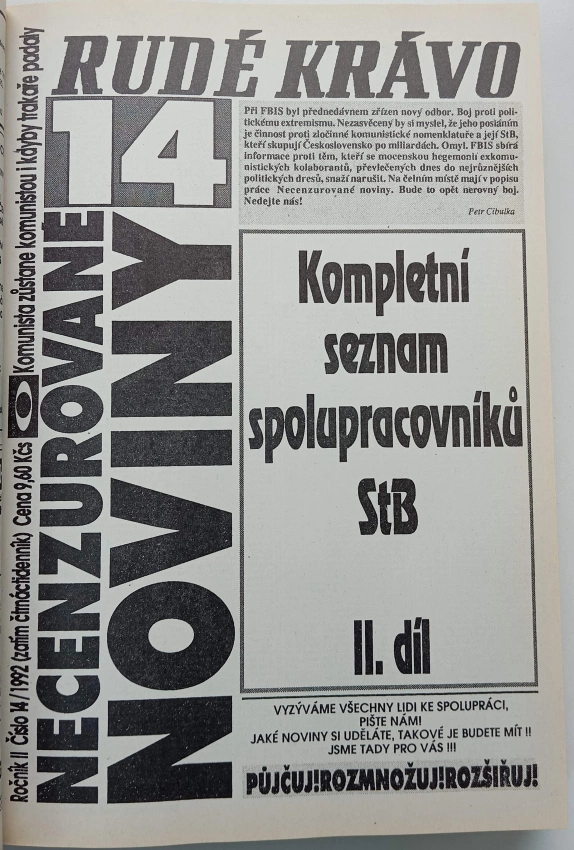 RUDÉ KRÁVO
14
Při FBIS byl přednedávnem zřízen nový odbor. Boj proti poli-
tickému extremismu. Nezasvěcený by si myslel, že jeho posláním
je činnost proti zločinné komunistické nomenklatuře a její StB,
kteří skupují Československo po miliardách. Omyl. FBIS sbírá
informace proti těm, kteří se mocenskou hegemonii exkomu-
nistických kolaborantů, převlečených dnes do nejrůznějších
politických dresů, snaží narušit. Na čelním místě mají v popisu
práce Necenzurované noviny. Bude to opět nerovný boj.
Nedejte nás!
Petr Cibulka
Ročník II Číslo 14/1992 (zatím čtrnáctidenník) Cena 9,60 Kčs
Komunista zůstane komunistou i kdyby trakaře padaly
NECENZUROVANÉ
NOVINY
Kompletní
seznam
spolupracovníků
StB
II. díl
VYZÝVÁME VŠECHNY LIDI KE SPOLUPRÁCI,
PIŠTE NÁM!
JAKÉ NOVINY SI UDĚLÁTE, TAKOVÉ JE BUDETE MÍT !!
JSME TADY PRO VÁS !!!
PŮJČUJ!ROZMNOŽUJ!ROZŠIŘUJ!